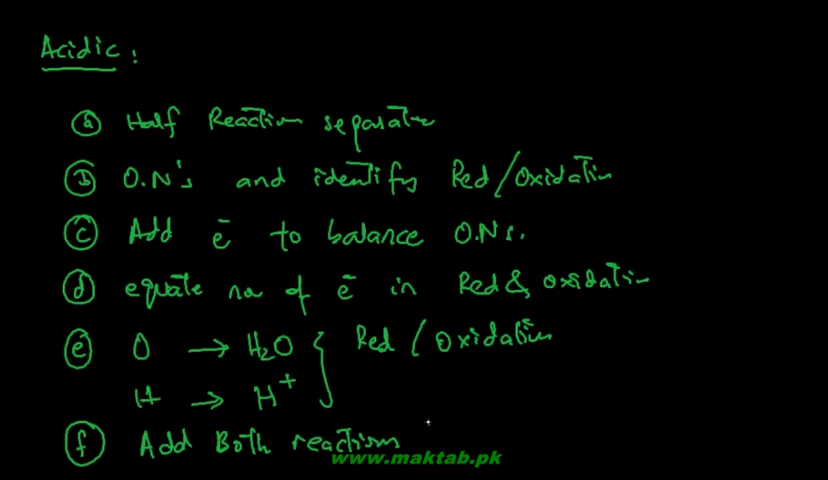 Acidic :
(a) Half Reaction separate
(b) O.N's and identify Red/Oxidation
(c) Add e̅ to balance O.Ns.
(d) equate no of e̅ in Red & oxidation
(e) O → H₂O } Red / Oxidation
H → H⁺
(f) Add Both reactions
www.maktab.pk